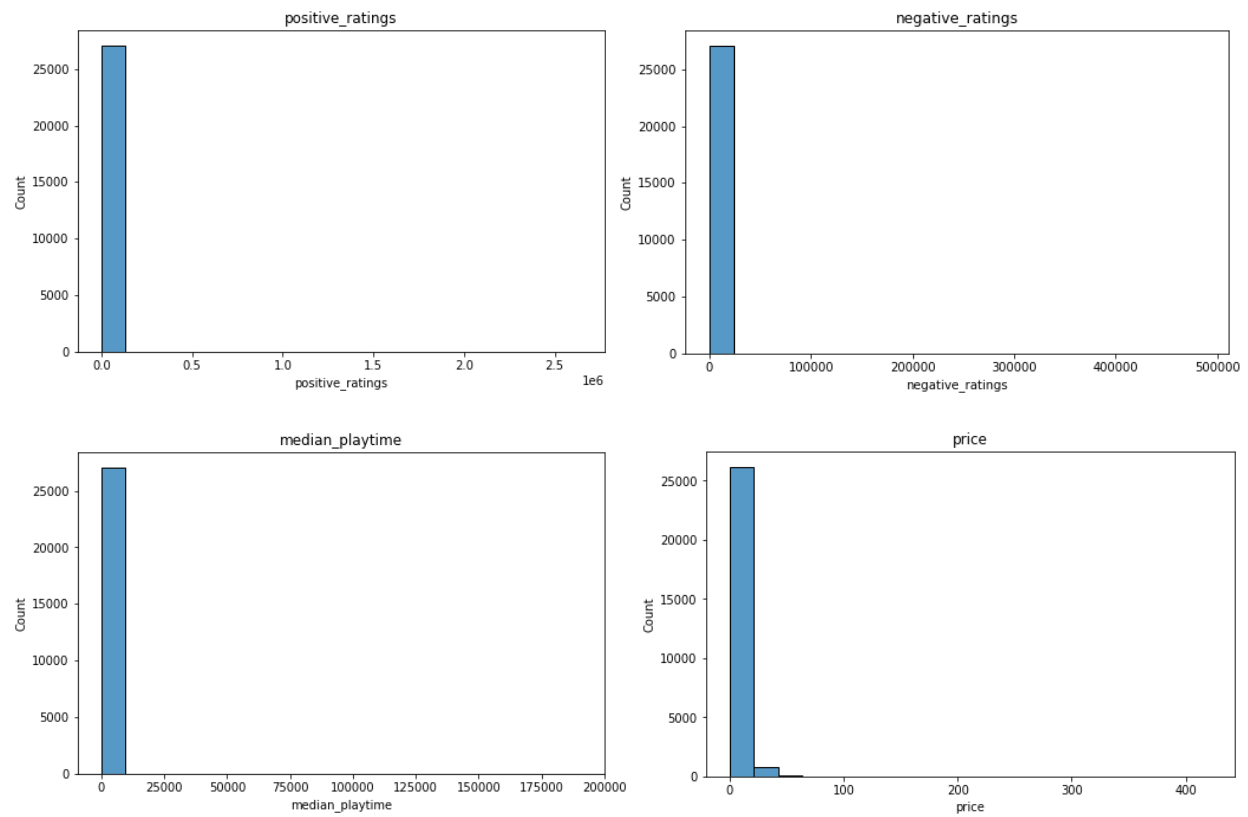 positive_ratings
25000
20000
15000
10000
5000
0
Count
0.0 0.5 1.0 1.5 2.0 2.5
1e6
positive_ratings
negative_ratings
25000
20000
15000
10000
5000
0
Count
0 100000 200000 300000 400000 500000
negative_ratings
median_playtime
25000
20000
15000
10000
5000
0
Count
0 25000 50000 75000 100000 125000 150000 175000 200000
median_playtime
price
25000
20000
15000
10000
5000
0
Count
0 100 200 300 400
price